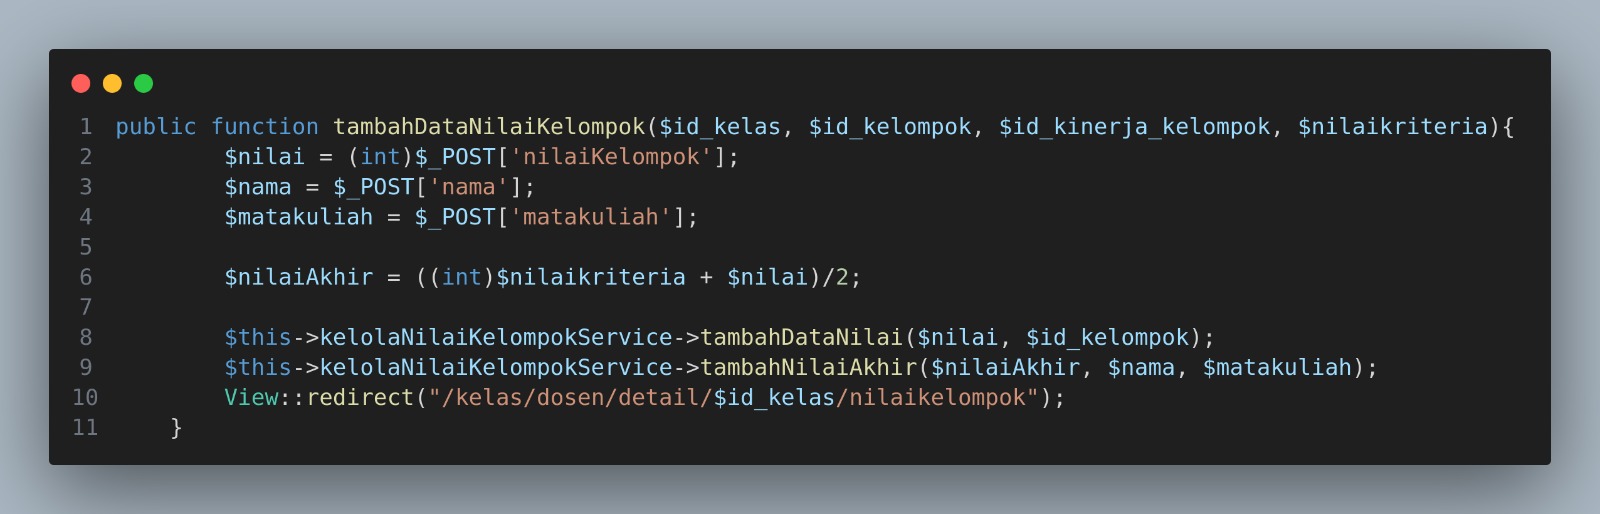 1 public function tambahDataNilaiKelompok($id_kelas, $id_kelompok, $id_kinerja_kelompok, $nilaikriteria){
2         $nilai = (int)$_POST['nilaiKelompok'];
3         $nama = $_POST['nama'];
4         $matakuliah = $_POST['matakuliah'];
5
6         $nilaiAkhir = ((int)$nilaikriteria + $nilai)/2;
7
8         $this->kelolaNilaiKelompokService->tambahDataNilai($nilai, $id_kelompok);
9         $this->kelolaNilaiKelompokService->tambahNilaiAkhir($nilaiAkhir, $nama, $matakuliah);
10         View::redirect("/kelas/dosen/detail/$id_kelas/nilaikelompok");
11     }